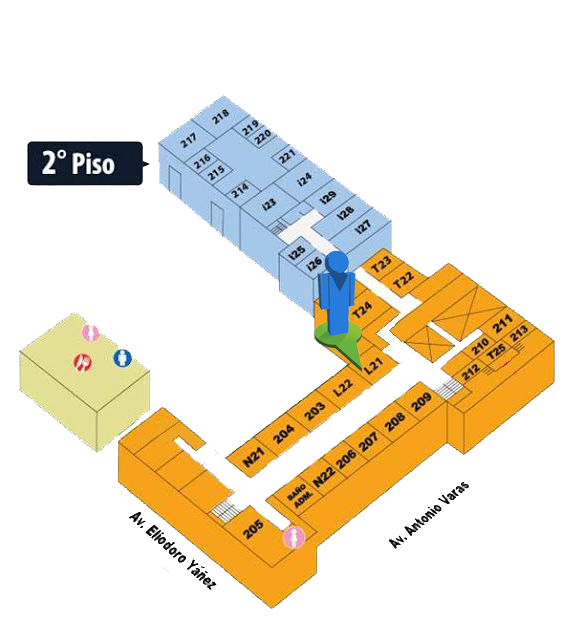 218
219
217
220
2° Piso
216
221
215
I24
214
I29
I23
I28
I27
I25
I26
T23
T22
T24
211
213
210
T25
L21
212
L22
209
203
208
204
207
N21
206
N22
BAÑO
ADM.
205
Av. Antonio Varas
Av. Eliodoro Yáñez